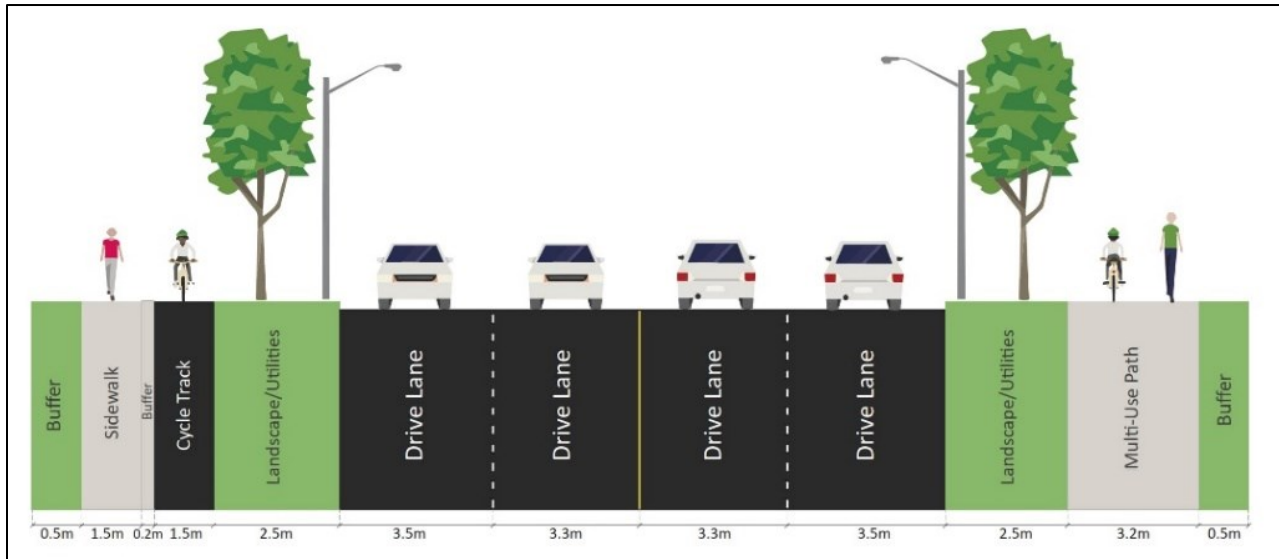 Buffer
Sidewalk
Buffer
Cycle Track
Landscape/Utilities
Drive Lane
Drive Lane
Drive Lane
Drive Lane
Landscape/Utilities
Multi-Use Path
Buffer
0.5m 1.5m 0.2m 1.5m 2.5m 3.5m 3.3m 3.3m 3.5m 2.5m 3.2m 0.5m